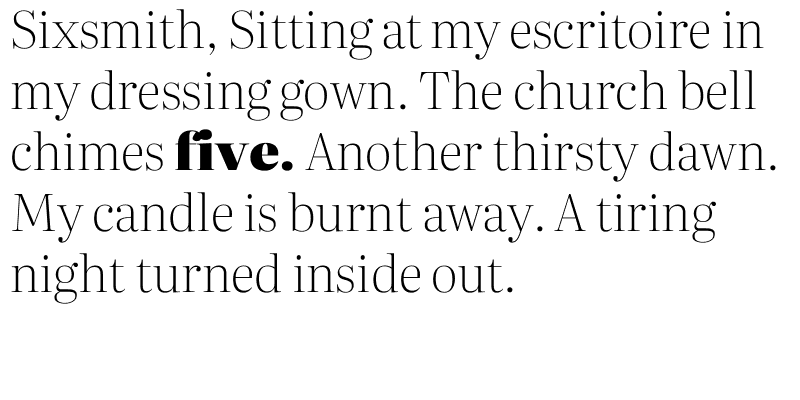 Sixsmith, Sitting at my escritoire in
my dressing gown. The church bell
chimes five. Another thirsty dawn.
My candle is burnt away. A tiring
night turned inside out.